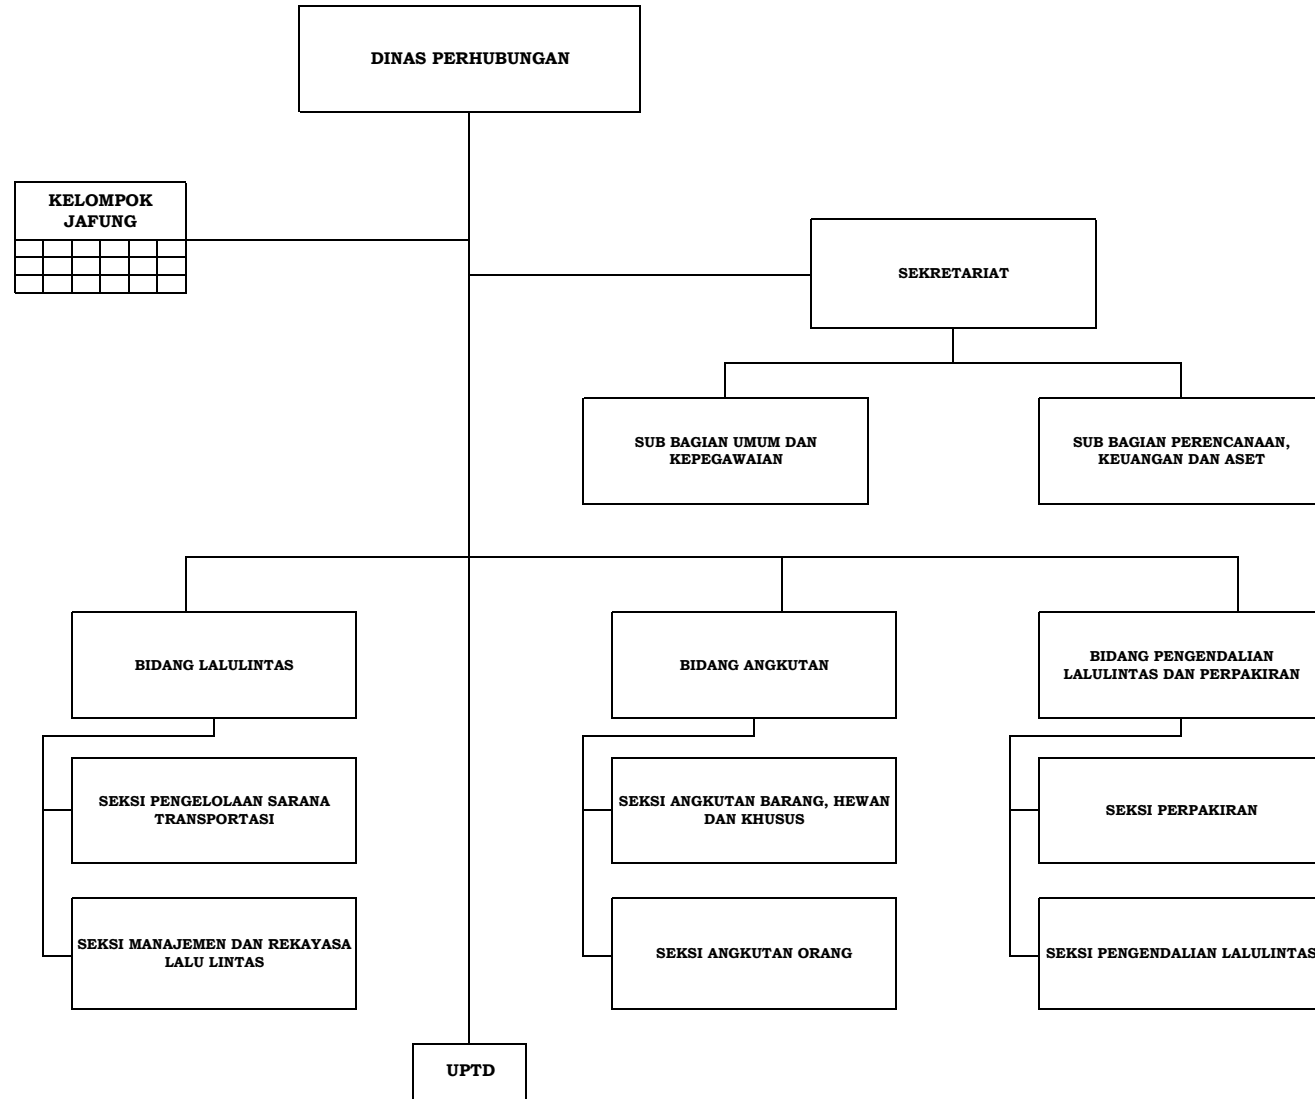 DINAS PERHUBUNGAN
KELOMPOK
JAFUNG
SEKRETARIAT
SUB BAGIAN UMUM DAN
KEPEGAWAIAN
SUB BAGIAN PERENCANAAN,
KEUANGAN DAN ASET
BIDANG LALULINTAS
BIDANG ANGKUTAN
BIDANG PENGENDALIAN
LALULINTAS DAN PERPAKIRAN
SEKSI PENGELOLAAN SARANA
TRANSPORTASI
SEKSI ANGKUTAN BARANG, HEWAN
DAN KHUSUS
SEKSI PERPAKIRAN
SEKSI MANAJEMEN DAN REKAYASA
LALU LINTAS
SEKSI ANGKUTAN ORANG
SEKSI PENGENDALIAN LALULINTAS
UPTD